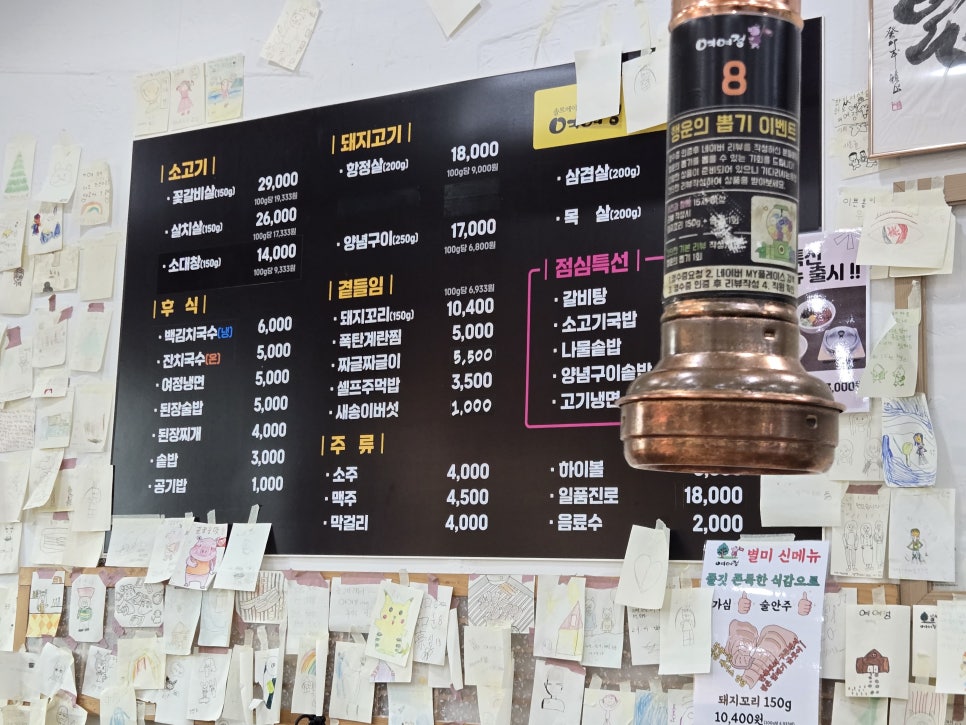 소고기
· 꽃갈비살(150g) 29,000
100g당 19,333원
· 살치살(150g) 26,000
100g당 17,333원
· 소대창(150g) 14,000
100g당 9,333원
후 식
· 백김치국수(냉) 6,000
· 잔치국수(온) 5,000
· 여정냉면 5,000
· 된장술밥 5,000
· 된장찌개 4,000
· 솥밥 3,000
· 공기밥 1,000
돼지고기
· 항정살(200g) 18,000
100g당 9,000원
· 양념구이(250g) 17,000
100g당 6,800원
곁들임
100g당 6,933원
· 돼지꼬리(150g) 10,400
· 폭탄계란찜 5,000
· 짜글짜글이 5,500
· 셀프주먹밥 3,500
· 새송이버섯 1,000
주 류
· 소주 4,000
· 맥주 4,500
· 막걸리 4,000
· 삼겹살(200g)
· 목 살(200g)
점심특선
· 갈비탕
· 소고기국밥
· 나물솥밥
· 양념구이솥밥
· 고기냉면
· 하이볼
· 일품진로 18,000
· 음료수 2,000
여여정
8
행운의 뽑기 이벤트
출시 !!
여여정
별미 신메뉴
쫄깃 쫀득한 식감으로
가심 술안주
돼지꼬리 150g
10,400원
여여정